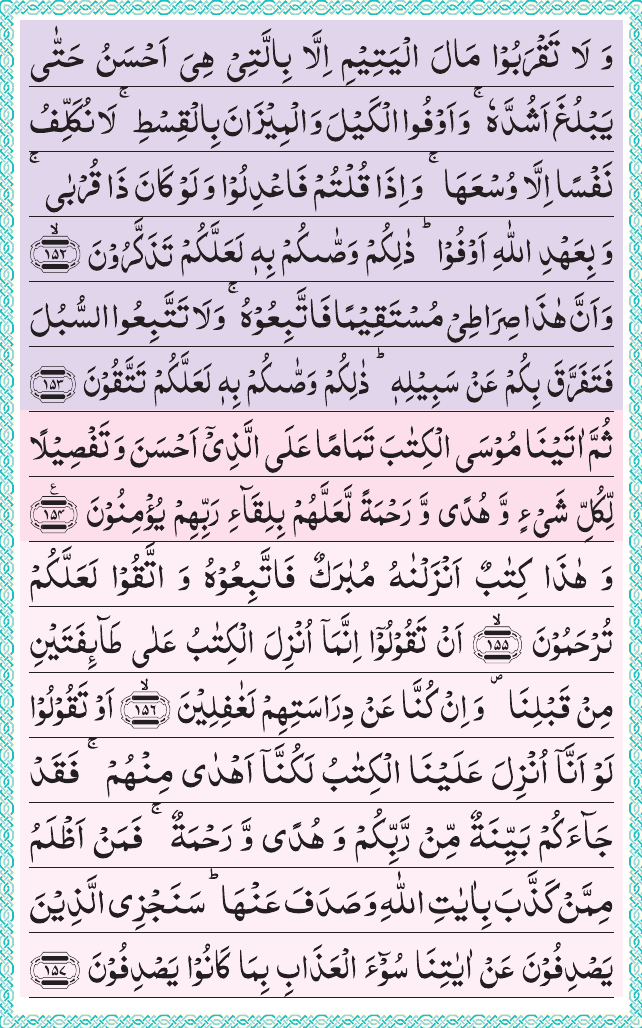 وَ لَا تَقْرَبُوْا مَالَ الْیَتِیْمِ اِلَّا بِالَّتِیْ هِیَ اَحْسَنُ حَتّٰی
یَبْلُغَ اَشُدَّهٗ ۚ وَ اَوْفُوا الْكَیْلَ وَ الْمِیْزَانَ بِالْقِسْطِ ۚ لَا نُكَلِّفُ
نَفْسًا اِلَّا وُسْعَهَا ۚ وَ اِذَا قُلْتُمْ فَاعْدِلُوْا وَ لَوْ كَانَ ذَا قُرْبٰی ۚ
وَ بِعَهْدِ اللّٰهِ اَوْفُوْا ؕ ذٰلِكُمْ وَصّٰىكُمْ بِهٖ لَعَلَّكُمْ تَذَكَّرُوْنَ ۙ﴿۱۵۲﴾
وَ اَنَّ هٰذَا صِرَاطِیْ مُسْتَقِیْمًا فَاتَّبِعُوْهُ ۚ وَ لَا تَتَّبِعُوا السُّبُلَ
فَتَفَرَّقَ بِكُمْ عَنْ سَبِیْلِهٖ ؕ ذٰلِكُمْ وَصّٰىكُمْ بِهٖ لَعَلَّكُمْ تَتَّقُوْنَ ﴿۱۵۳﴾
ثُمَّ اٰتَیْنَا مُوْسَی الْكِتٰبَ تَمَامًا عَلَی الَّذِیْۤ اَحْسَنَ وَ تَفْصِیْلًا
لِّكُلِّ شَیْءٍ وَّ هُدًی وَّ رَحْمَةً لَّعَلَّهُمْ بِلِقَآءِ رَبِّهِمْ یُؤْمِنُوْنَ ﴿۱۵۴﴾ ع
وَ هٰذَا كِتٰبٌ اَنْزَلْنٰهُ مُبٰرَكٌ فَاتَّبِعُوْهُ وَ اتَّقُوْا لَعَلَّكُمْ
تُرْحَمُوْنَ ۙ﴿۱۵۵﴾ اَنْ تَقُوْلُوْۤا اِنَّمَاۤ اُنْزِلَ الْكِتٰبُ عَلٰی طَآىِٕفَتَیْنِ
مِنْ قَبْلِنَا ۪ وَ اِنْ كُنَّا عَنْ دِرَاسَتِهِمْ لَغٰفِلِیْنَ ۙ﴿۱۵۶﴾ اَوْ تَقُوْلُوْا
لَوْ اَنَّاۤ اُنْزِلَ عَلَیْنَا الْكِتٰبُ لَكُنَّاۤ اَهْدٰی مِنْهُمْ ۚ فَقَدْ
جَآءَكُمْ بَیِّنَةٌ مِّنْ رَّبِّكُمْ وَ هُدًی وَّ رَحْمَةٌ ۚ فَمَنْ اَظْلَمُ
مِمَّنْ كَذَّبَ بِاٰیٰتِ اللّٰهِ وَ صَدَفَ عَنْهَا ؕ سَنَجْزِی الَّذِیْنَ
یَصْدِفُوْنَ عَنْ اٰیٰتِنَا سُوْٓءَ الْعَذَابِ بِمَا كَانُوْا یَصْدِفُوْنَ ﴿۱۵۷﴾